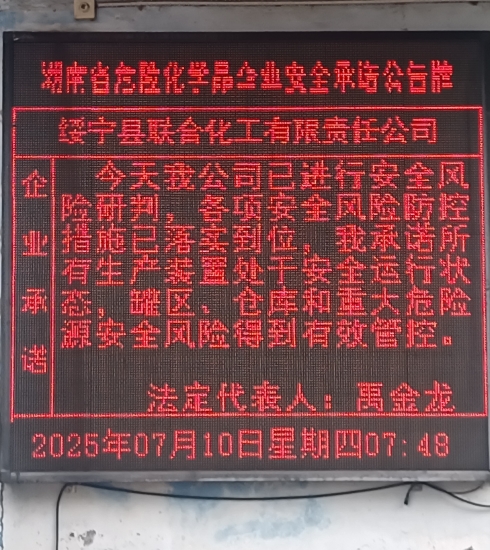 湖南省危险化学品企业安全承诺公告牌
绥宁县联合化工有限责任公司
企业承诺
今天我公司已进行安全风
险研判，各项安全风险防控
措施已落实到位，我承诺所
有生产装置处于安全运行状
态，罐区、仓库和重大危险
源安全风险得到有效管控。
法定代表人：禹金龙
2025年07月10日星期四07:48